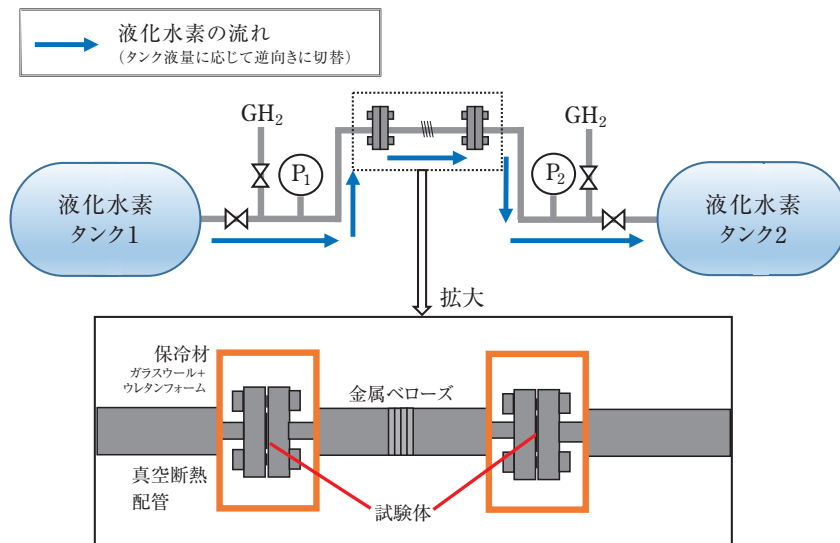 液化水素の流れ
(タンク液量に応じて逆向きに切替)
GH₂
GH₂
P₁
P₂
液化水素
タンク1
液化水素
タンク2
拡大
保冷材
ガラスウール+
ウレタンフォーム
金属ベローズ
真空断熱
配管
試験体